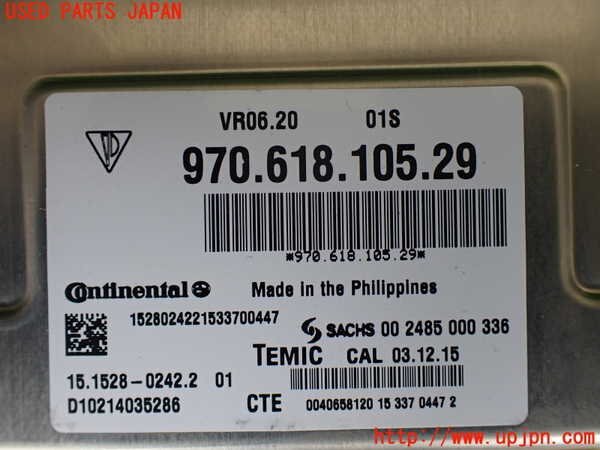 USED PARTS JAPAN
VR06.20 01S
970.618.105.29
*970.618.105.29*
Continental Made in the Philippines
1528024221533700447
SACHS 00 2485 000 336
TEMIC CAL 03.12.15
15.1528-0242.2 01
D10214035286 CTE 0040658120 15 337 0447 2
http://www.upjpn.com/